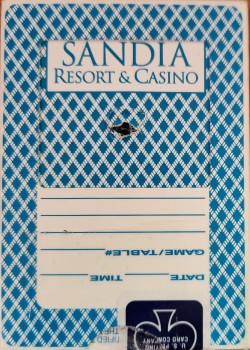 SANDIA
RESORT & CASINO
GAME/TABLE#
DATE TIME
U.S. PLAYING
CARD COMPANY